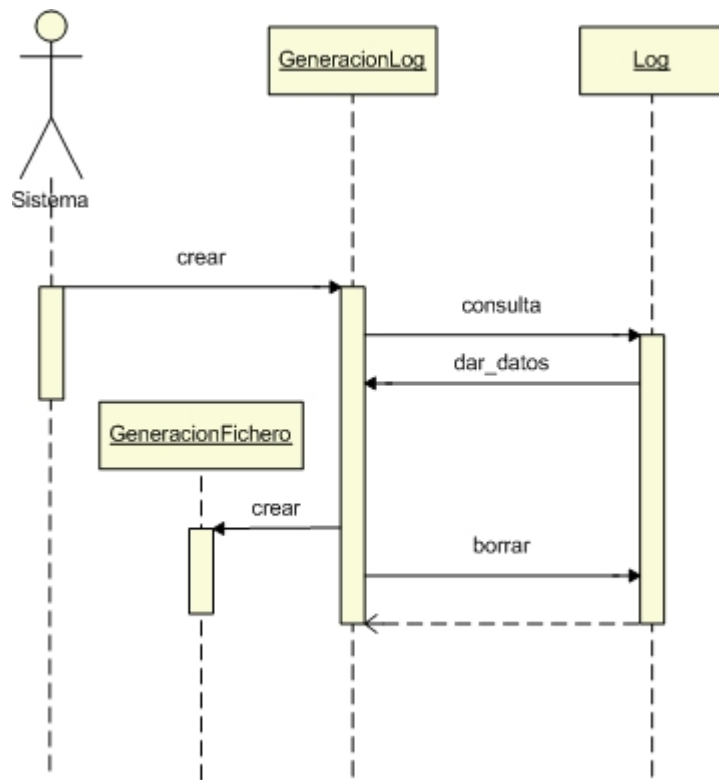 GeneracionLog
Log
Sistema
crear
consulta
dar_datos
GeneracionFichero
crear
borrar